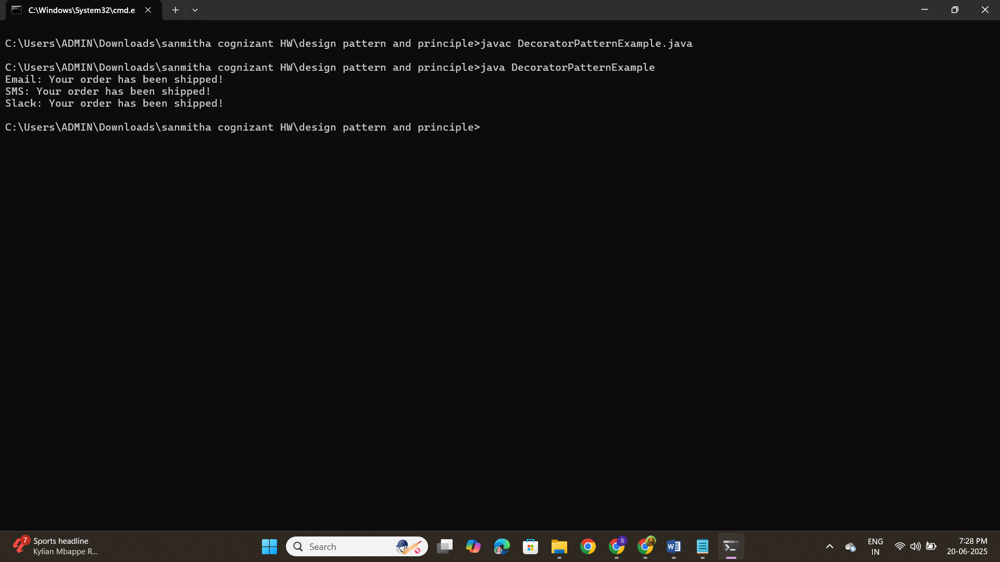 C:\Windows\System32\cmd.e
C:\Users\ADMIN\Downloads\sanmitha cognizant HW\design pattern and principle>javac DecoratorPatternExample.java
C:\Users\ADMIN\Downloads\sanmitha cognizant HW\design pattern and principle>java DecoratorPatternExample
Email: Your order has been shipped!
SMS: Your order has been shipped!
Slack: Your order has been shipped!
C:\Users\ADMIN\Downloads\sanmitha cognizant HW\design pattern and principle>
7
Sports headline
Kylian Mbappe R...
Search
S
W
ENG
IN
7:28 PM
20-06-2025